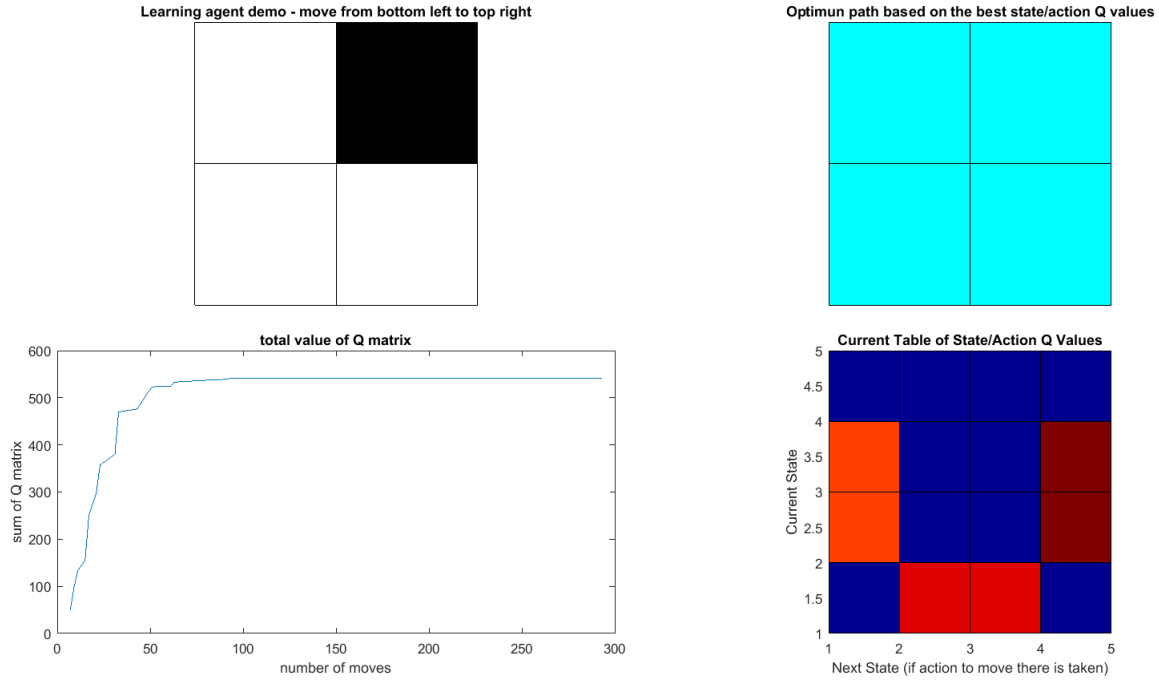 Learning agent demo - move from bottom left to top right
Optimun path based on the best state/action Q values
total value of Q matrix
600
500
400
300
200
100
0
sum of Q matrix
0 50 100 150 200 250 300
number of moves
Current Table of State/Action Q Values
5
4.5
4
3.5
3
2.5
2
1.5
1
Current State
1 2 3 4 5
Next State (if action to move there is taken)